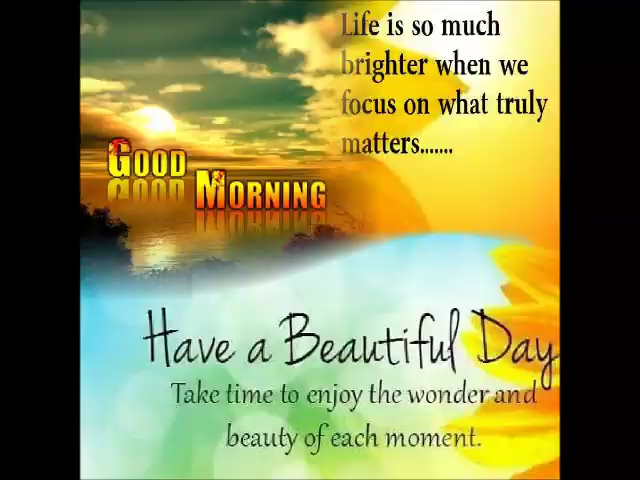 Life is so much
brighter when we
focus on what truly
matters.......
GOOD
MORNING
Have a Beautiful Day
Take time to enjoy the wonder and
beauty of each moment.